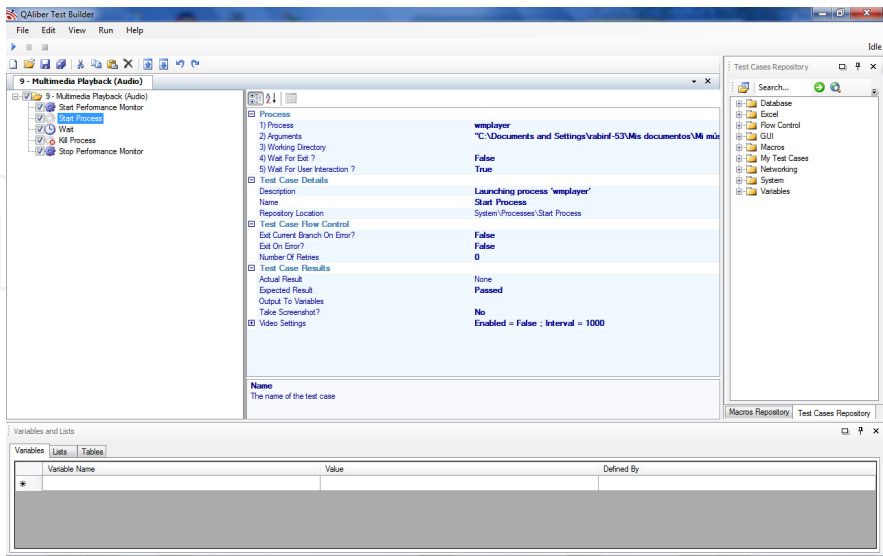 QAliber Test Builder
File Edit View Run Help
Idle
9 - Multimedia Playback (Audio)
9 - Multimedia Playback (Audio)
Start Perfomance Monitor
Start Process
Wait
Kill Process
Stop Perfomance Monitor
Process
1) Process wmplayer
2) Arguments "C:\Documents and Settings\rabinf-53\Mis documentos\Mi mús
3) Working Directory
4) Wait For Exit ? False
5) Wait For User Interaction ? True
Test Case Details
Description Launching process 'wmplayer'
Name Start Process
Repository Location System\Processes\Start Process
Test Case Flow Control
Exit Current Branch On Error? False
Exit On Error? False
Number Of Retries 0
Test Case Results
Actual Result None
Expected Result Passed
Output To Variables
Take Screenshot? No
Video Settings Enabled = False ; Interval = 1000
Name
The name of the test case
Test Cases Repository
Search...
Database
Excel
Flow Control
GUI
Macros
My Test Cases
Networking
System
Variables
Macros Repository Test Cases Repository
Variables and Lists
Variables Lists Tables
Variable Name Value Defined By